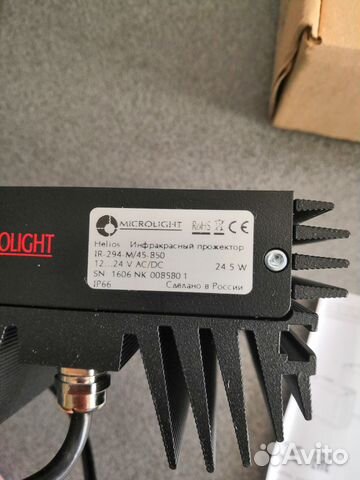 OLIGHT
MICROLIGHT RoHS CE
Helios Инфракрасный прожектор
IR-294-M/45-850
12...24 V AC/DC 24.5 W
SN 1606 NK 008580 1
IP66 Сделано в России
Avito